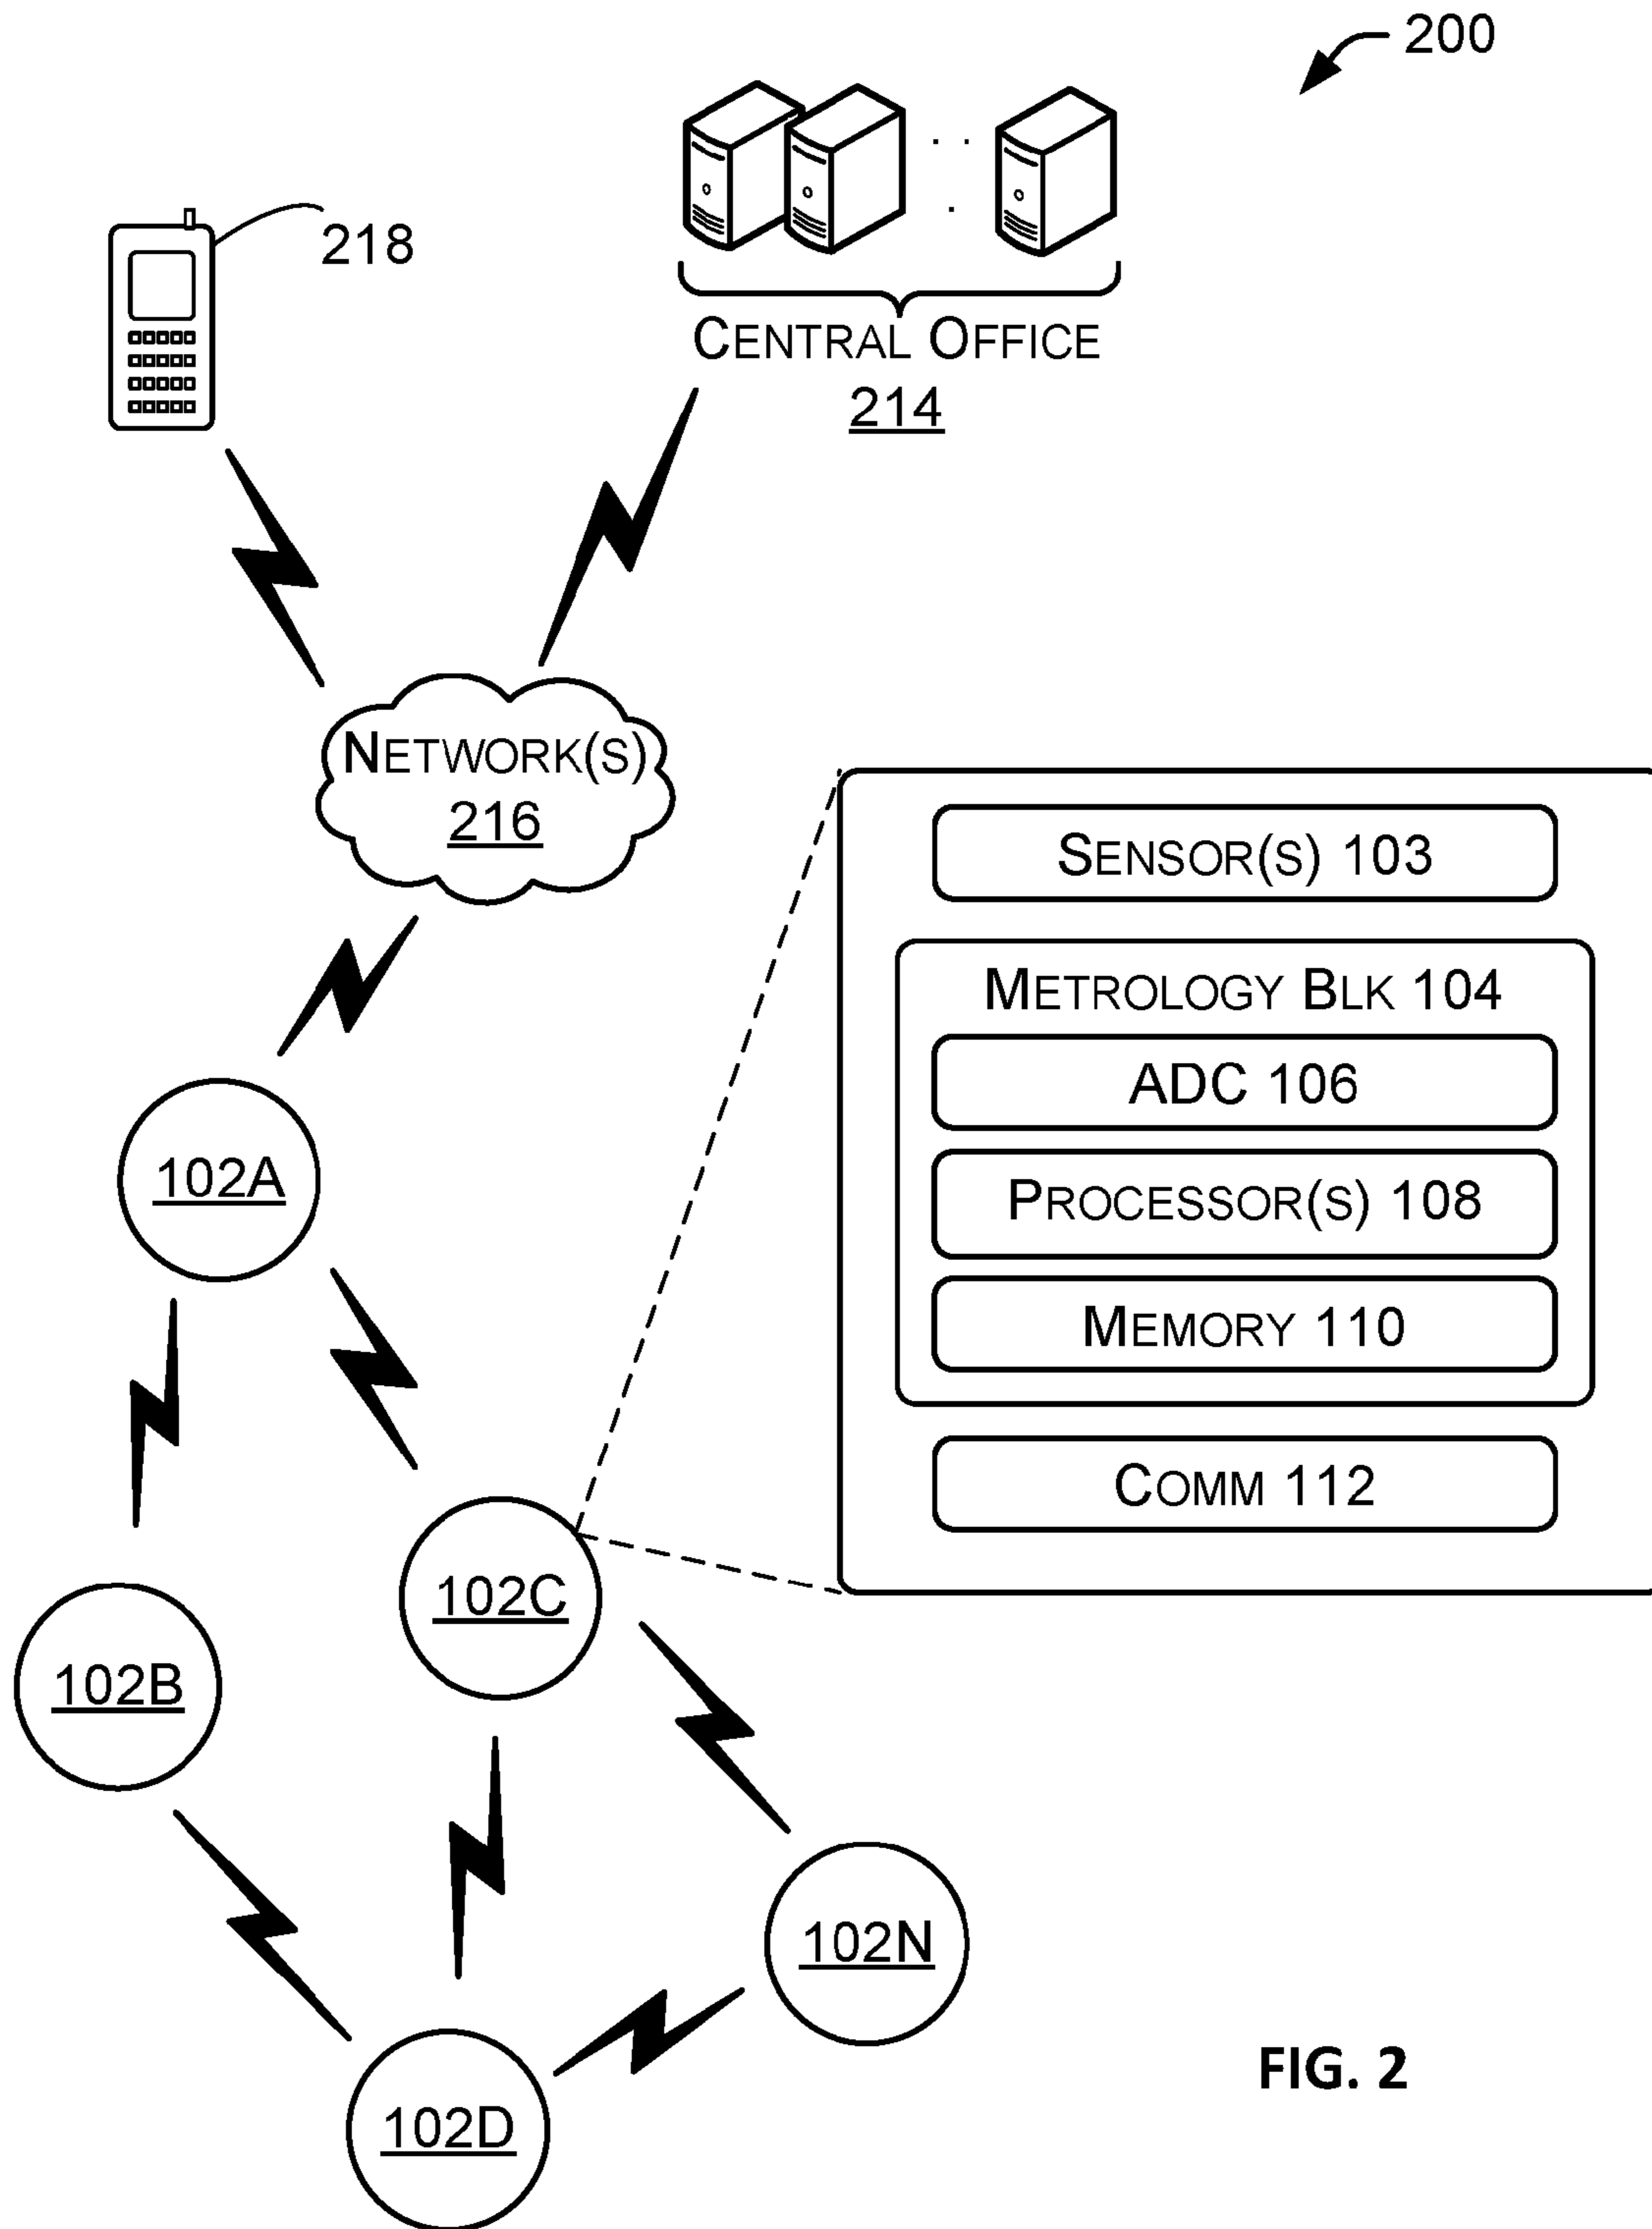 200
218
CENTRAL OFFICE
214
NETWORK(S)
216
SENSOR(S) 103
METROLOGY BLK 104
ADC 106
PROCESSOR(S) 108
MEMORY 110
COMM 112
102A
102C
102B
102N
102D
FIG. 2